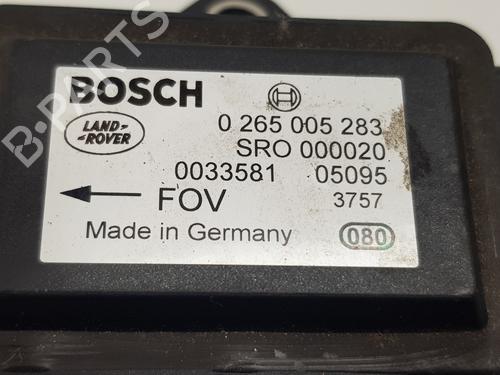 B-PARTS
BOSCH
LAND-
-ROVER
0 265 005 283
SRO 000020
0033581 05095
FOV 3757
Made in Germany 080